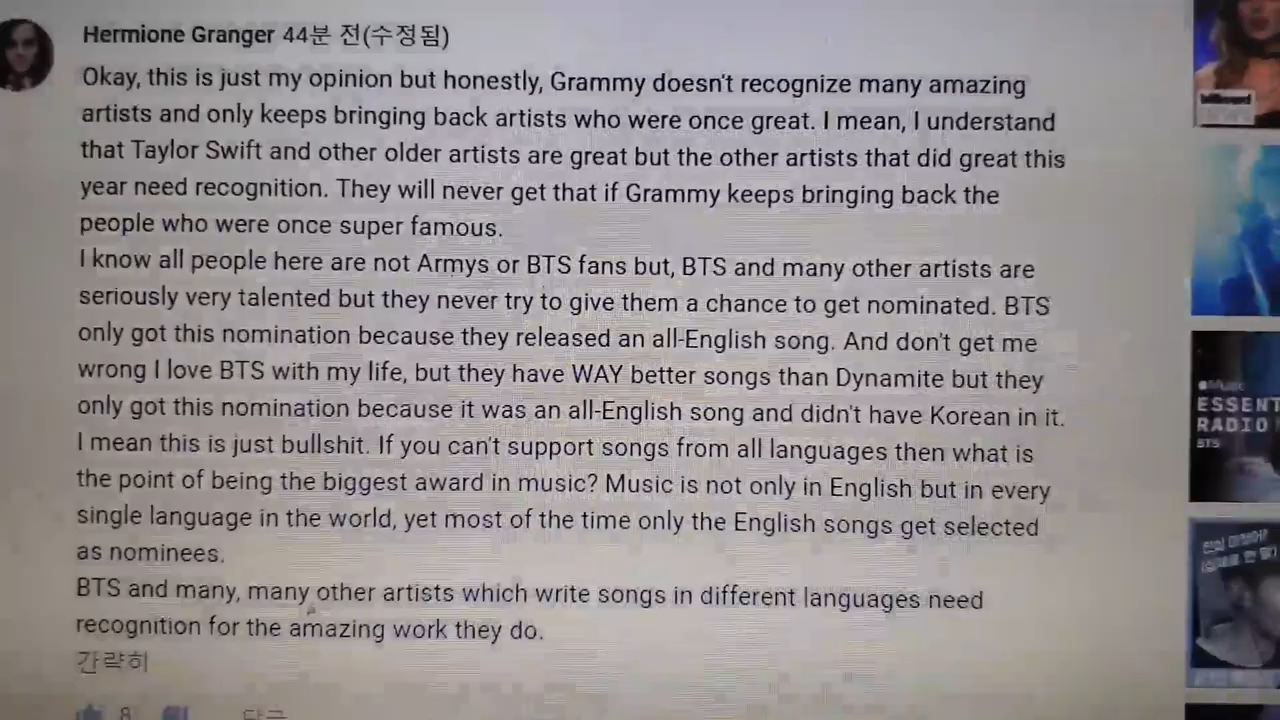 Hermione Granger 44분 전(수정됨)
Okay, this is just my opinion but honestly, Grammy doesn't recognize many amazing
artists and only keeps bringing back artists who were once great. I mean, I understand
that Taylor Swift and other older artists are great but the other artists that did great this
year need recognition. They will never get that if Grammy keeps bringing back the
people who were once super famous.
I know all people here are not Armys or BTS fans but, BTS and many other artists are
seriously very talented but they never try to give them a chance to get nominated. BTS
only got this nomination because they released an all-English song. And don't get me
wrong I love BTS with my life, but they have WAY better songs than Dynamite but they
only got this nomination because it was an all-English song and didn't have Korean in it.
I mean this is just bullshit. If you can't support songs from all languages then what is
the point of being the biggest award in music? Music is not only in English but in every
single language in the world, yet most of the time only the English songs get selected
as nominees.
BTS and many, many other artists which write songs in different languages need
recognition for the amazing work they do.
간략히
8
billboard
Music
ESSENT
RADIO
BTS